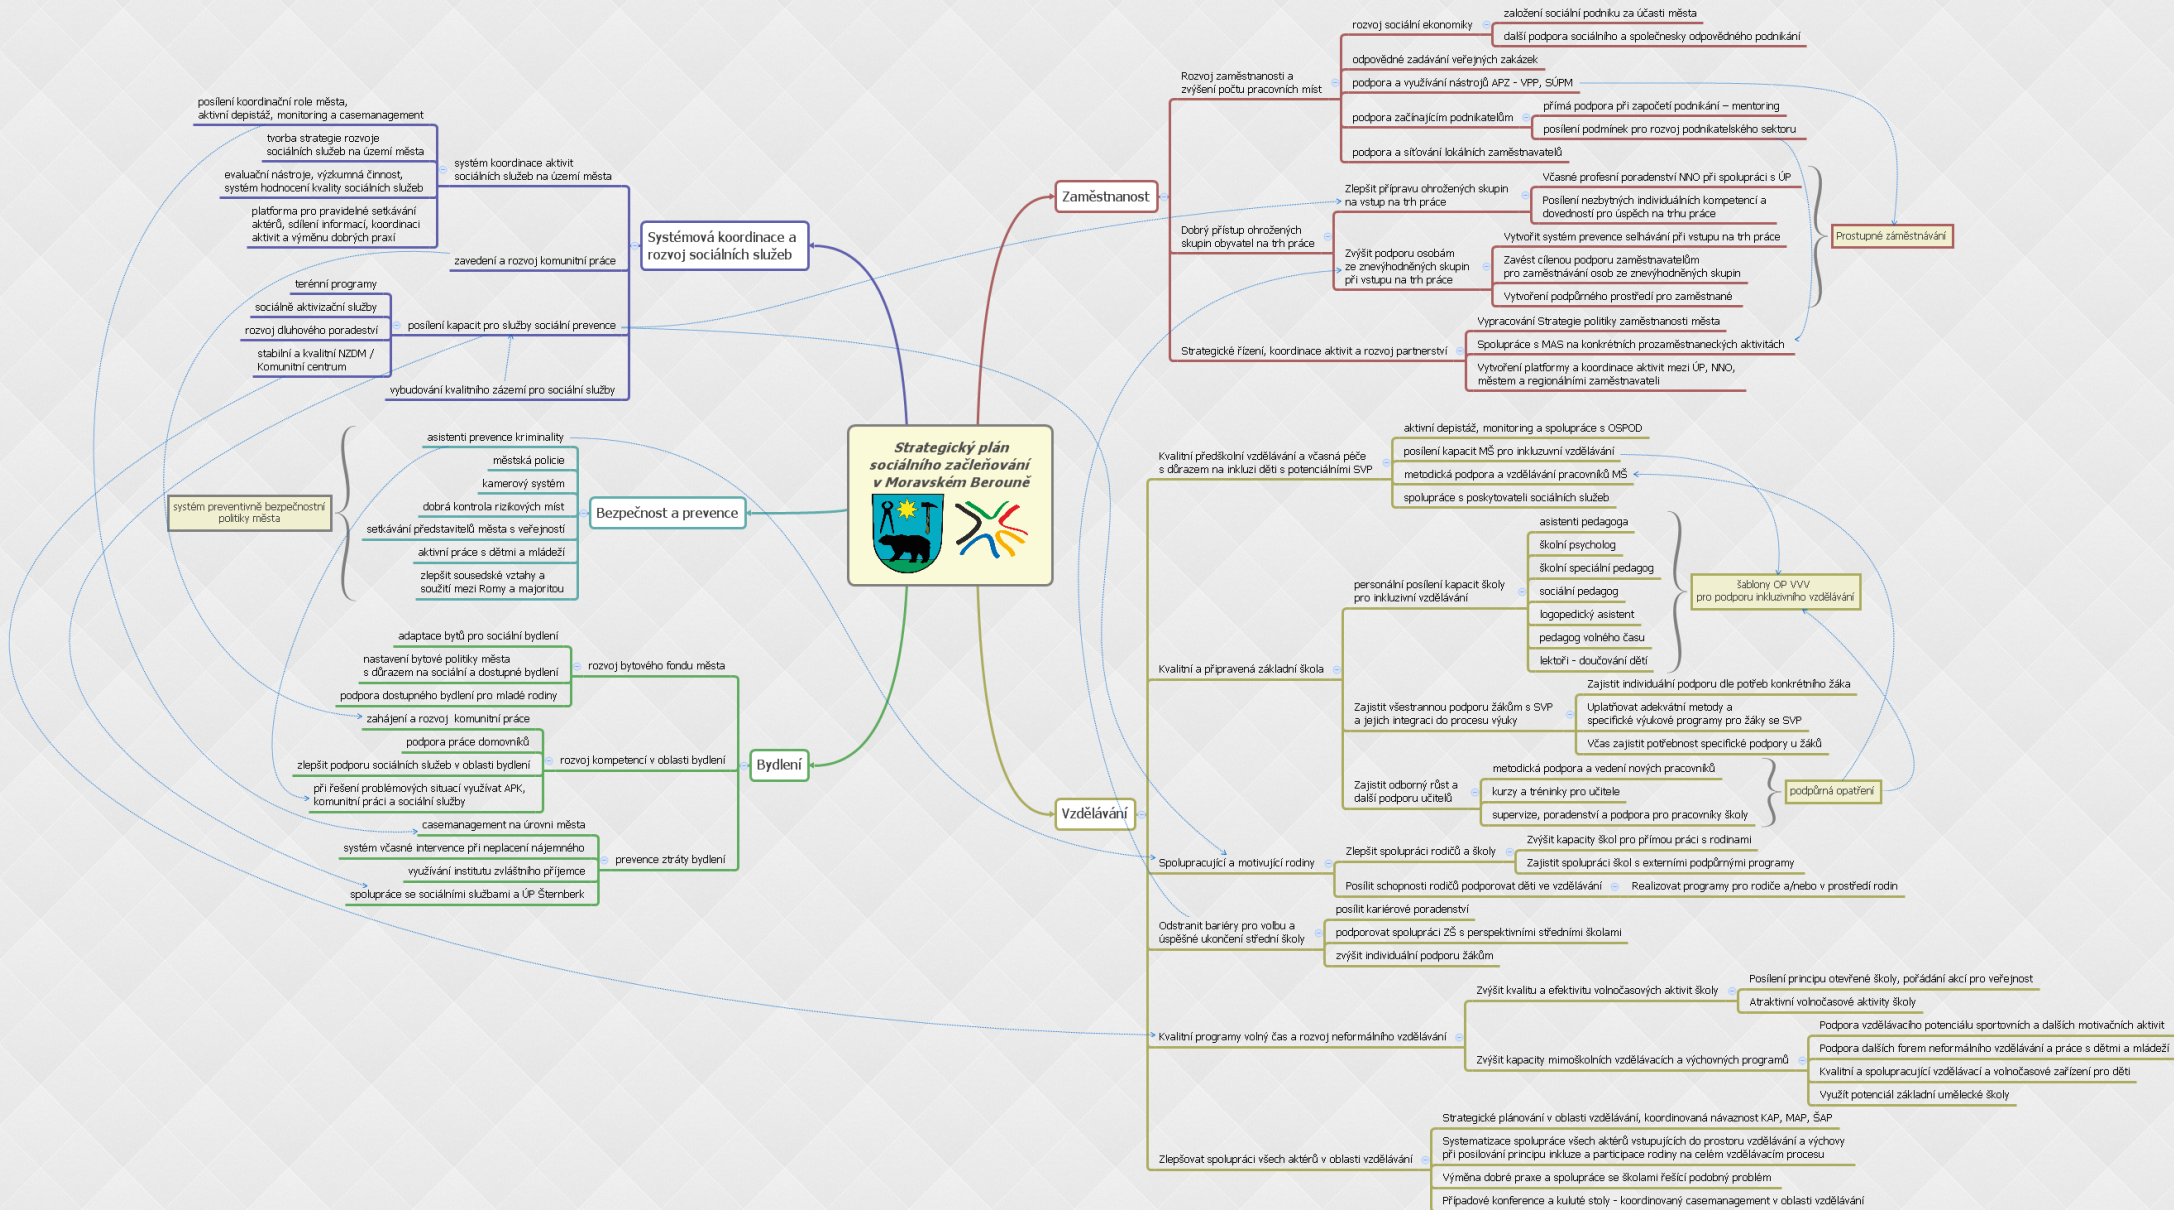 Strategický plán
sociálního začleňování
v Moravském Berouně
Systémová koordinace a
rozvoj sociálních služeb
systém koordinace aktivit
sociálních služeb na území města
posílení koordinační role města,
aktivní depistáž, monitoring a casemanagement
tvorba strategie rozvoje
sociálních služeb na území města
evaluační nástroje, výzkumná činnost,
systém hodnocení kvality sociálních služeb
platforma pro pravidelné setkávání
aktérů, sdílení informací, koordinaci
aktivit a výměnu dobrých praxí
zavedení a rozvoj komunitní práce
posílení kapacit pro služby sociální prevence
terénní programy
sociálně aktivizační služby
rozvoj dluhového poradeství
stabilní a kvalitní NZDM /
Komunitní centrum
vybudování kvalitního zázemí pro sociální služby
Bezpečnost a prevence
asistenti prevence kriminality
městská policie
kamerový systém
dobrá kontrola rizikových míst
setkávání představitelů města s veřejností
aktivní práce s dětmi a mládeží
zlepšit sousedské vztahy a
soužití mezi Romy a majoritou
systém preventivně bezpečnostní
politiky města
Bydlení
rozvoj bytového fondu města
adaptace bytů pro sociální bydlení
nastavení bytové politiky města
s důrazem na sociální a dostupné bydlení
podpora dostupného bydlení pro mladé rodiny
rozvoj kompetencí v oblasti bydlení
zahájení a rozvoj  komunitní práce
podpora práce domovníků
zlepšit podporu sociálních služeb v oblasti bydlení
při řešení problémových situací využívat APK,
komunitní práci a sociální služby
prevence ztráty bydlení
casemanagement na úrovni města
systém včasné intervence při neplacení nájemného
využívání institutu zvláštního příjemce
spolupráce se sociálními službami a ÚP Šternberk
Zaměstnanost
Rozvoj zaměstnanosti a
zvýšení počtu pracovních míst
rozvoj sociální ekonomiky
založení sociální podniku za účasti města
další podpora sociálního a společnesky odpovědného podnikání
odpovědné zadávání veřejných zakázek
podpora a využívání nástrojů APZ - VPP, SÚPM
podpora začínajícím podnikatelům
přímá podpora při započetí podnikání – mentoring
posílení podmínek pro rozvoj podnikatelského sektoru
podpora a síťování lokálních zaměstnavatelů
Dobrý přístup ohrožených
skupin obyvatel na trh práce
Zlepšit přípravu ohrožených skupin
na vstup na trh práce
Včasné profesní poradenství NNO při spolupráci s ÚP
Posílení nezbytných individuálních kompetencí a
dovedností pro úspěch na trhu práce
Zvýšit podporu osobám
ze znevýhodněných skupin
při vstupu na trh práce
Vytvořit systém prevence selhávání při vstupu na trh práce
Zavést cílenou podporu zaměstnavatelům
pro zaměstnávání osob ze znevýhodněných skupin
Vytvoření podpůrného prostředí pro zaměstnané
Prostupné záměstnávání
Strategické řízení, koordinace aktivit a rozvoj partnerství
Vypracování Strategie politiky zaměstnanosti města
Spolupráce s MAS na konkrétních prozaměstnaneckých aktivitách
Vytvoření platformy a koordinace aktivit mezi ÚP, NNO,
městem a regionálními zaměstnavateli
Vzdělávání
Kvalitní předškolní vzdělávání a včasná péče
s důrazem na inkluzi dětí s potenciálními SVP
aktivní depistáž, monitoring a spolupráce s OSPOD
posílení kapacit MŠ pro inkluzuvní vzdělávání
metodická podpora a vzdělávání pracovníků MŠ
spolupráce s poskytovateli sociálních služeb
Kvalitní a připravená základní škola
personální posílení kapacit školy
pro inkluzivní vzdělávání
asistenti pedagoga
školní psycholog
školní speciální pedagog
sociální pedagog
logopedický asistent
pedagog volného času
lektoři - doučování dětí
šablony OP VVV
pro podporu inkluzivního vzdělávání
Zajistit všestrannou podporu žákům s SVP
a jejich integraci do procesu výuky
Zajistit individuální podporu dle potřeb konkrétního žáka
Uplatňovat adekvátní metody a
specifické výukové programy pro žáky se SVP
Včas zajistit potřebnost specifické podpory u žáků
Zajistit odborný růst a
další podporu učitelů
metodická podpora a vedení nových pracovníků
kurzy a tréninky pro učitele
supervize, poradenství a podpora pro pracovníky školy
podpůrná opatření
Spolupracující a motivující rodiny
Zlepšit spolupráci rodičů a školy
Zvýšit kapacity škol pro přímou práci s rodinami
Zajistit spolupráci škol s externími podpůrnými programy
Posílit schopnosti rodičů podporovat děti ve vzdělávání
Realizovat programy pro rodiče a/nebo v prostředí rodin
Odstranit bariéry pro volbu a
úspěšné ukončení střední školy
posílit kariérové poradenství
podporovat spolupráci ZŠ s perspektivními středními školami
zvýšit individuální podporu žákům
Kvalitní programy volný čas a rozvoj neformálního vzdělávání
Zvýšit kvalitu a efektivitu volnočasových aktivit školy
Posílení principu otevřené školy, pořádání akcí pro veřejnost
Atraktivní volnočasové aktivity školy
Zvýšit kapacity mimoškolních vzdělávacích a výchovných programů
Podpora vzdělávacího potenciálu sportovních a dalších motivačních aktivit
Podpora dalších forem neformálního vzdělávání a práce s dětmi a mládeží
Kvalitní a spolupracující vzdělávací a volnočasové zařízení pro děti
Využít potenciál základní umělecké školy
Zlepšovat spolupráci všech aktérů v oblasti vzdělávání
Strategické plánování v oblasti vzdělávání, koordinovaná návaznost KAP, MAP, ŠAP
Systematizace spolupráce všech aktérů vstupujících do prostoru vzdělávání a výchovy
při posilování principu inkluze a participace rodiny na celém vzdělávacím procesu
Výměna dobré praxe a spolupráce se školami řešící podobný problém
Případové konference a kuluté stoly - koordinovaný casemanagement v oblasti vzdělávání